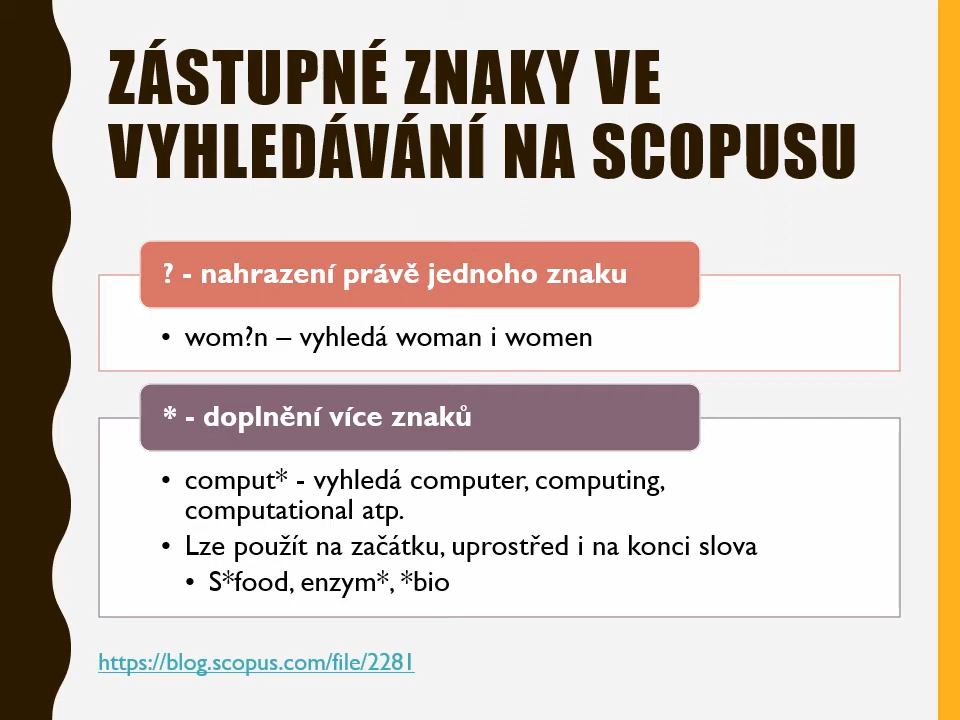 ZÁSTUPNÉ ZNAKY VE
VYHLEDÁVÁNÍ NA SCOPUSU
? - nahrazení právě jednoho znaku
• wom?n – vyhledá woman i women
* - doplnění více znaků
• comput* - vyhledá computer, computing,
computational atp.
• Lze použít na začátku, uprostřed i na konci slova
• S*food, enzym*, *bio
https://blog.scopus.com/file/2281